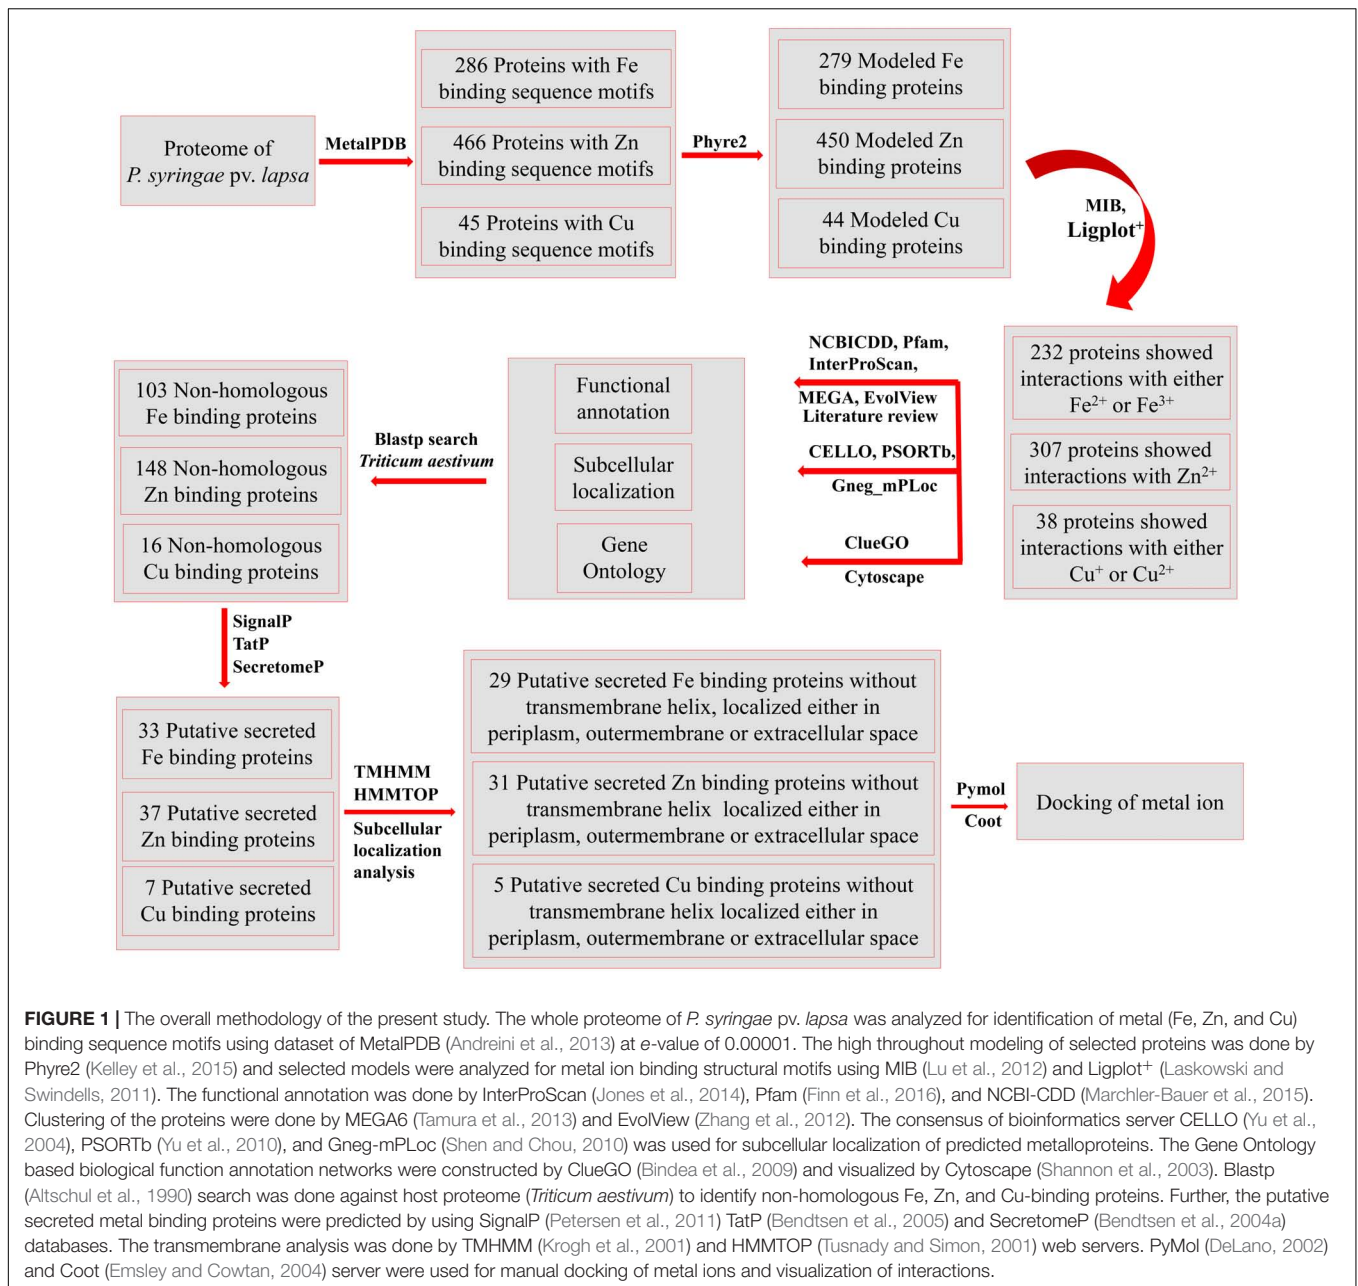 Proteome of
P. syringae pv. lapsa
MetalPDB
286 Proteins with Fe
binding sequence motifs
466 Proteins with Zn
binding sequence motifs
45 Proteins with Cu
binding sequence motifs
Phyre2
279 Modeled Fe
binding proteins
450 Modeled Zn
binding proteins
44 Modeled Cu
binding proteins
MIB,
Ligplot⁺
232 proteins showed
interactions with either
Fe²⁺ or Fe³⁺
307 proteins showed
interactions with Zn²⁺
38 proteins showed
interactions with either
Cu⁺ or Cu²⁺
NCBICDD, Pfam,
InterProScan,
MEGA, EvolView
Literature review
CELLO, PSORTb,
Gneg_mPLoc
ClueGO
Cytoscape
Functional
annotation
Subcellular
localization
Gene
Ontology
Blastp search
Triticum aestivum
103 Non-homologous
Fe binding proteins
148 Non-homologous
Zn binding proteins
16 Non-homologous
Cu binding proteins
SignalP
TatP
SecretomeP
33 Putative secreted
Fe binding proteins
37 Putative secreted
Zn binding proteins
7 Putative secreted
Cu binding proteins
TMHMM
HMMTOP
Subcellular
localization
analysis
29 Putative secreted Fe binding proteins without
transmembrane helix, localized either in
periplasm, outermembrane or extracellular space
31 Putative secreted Zn binding proteins without
transmembrane helix localized either in
periplasm, outermembrane or extracellular space
5 Putative secreted Cu binding proteins without
transmembrane helix localized either in
periplasm, outermembrane or extracellular space
Pymol
Coot
Docking of metal ion
FIGURE 1 | The overall methodology of the present study. The whole proteome of P. syringae pv. lapsa was analyzed for identification of metal (Fe, Zn, and Cu)
binding sequence motifs using dataset of MetalPDB (Andreini et al., 2013) at e-value of 0.00001. The high throughout modeling of selected proteins was done by
Phyre2 (Kelley et al., 2015) and selected models were analyzed for metal ion binding structural motifs using MIB (Lu et al., 2012) and Ligplot⁺ (Laskowski and
Swindells, 2011). The functional annotation was done by InterProScan (Jones et al., 2014), Pfam (Finn et al., 2016), and NCBI-CDD (Marchler-Bauer et al., 2015).
Clustering of the proteins were done by MEGA6 (Tamura et al., 2013) and EvolView (Zhang et al., 2012). The consensus of bioinformatics server CELLO (Yu et al.,
2004), PSORTb (Yu et al., 2010), and Gneg-mPLoc (Shen and Chou, 2010) was used for subcellular localization of predicted metalloproteins. The Gene Ontology
based biological function annotation networks were constructed by ClueGO (Bindea et al., 2009) and visualized by Cytoscape (Shannon et al., 2003). Blastp
(Altschul et al., 1990) search was done against host proteome (Triticum aestivum) to identify non-homologous Fe, Zn, and Cu-binding proteins. Further, the putative
secreted metal binding proteins were predicted by using SignalP (Petersen et al., 2011) TatP (Bendtsen et al., 2005) and SecretomeP (Bendtsen et al., 2004a)
databases. The transmembrane analysis was done by TMHMM (Krogh et al., 2001) and HMMTOP (Tusnady and Simon, 2001) web servers. PyMol (DeLano, 2002)
and Coot (Emsley and Cowtan, 2004) server were used for manual docking of metal ions and visualization of interactions.